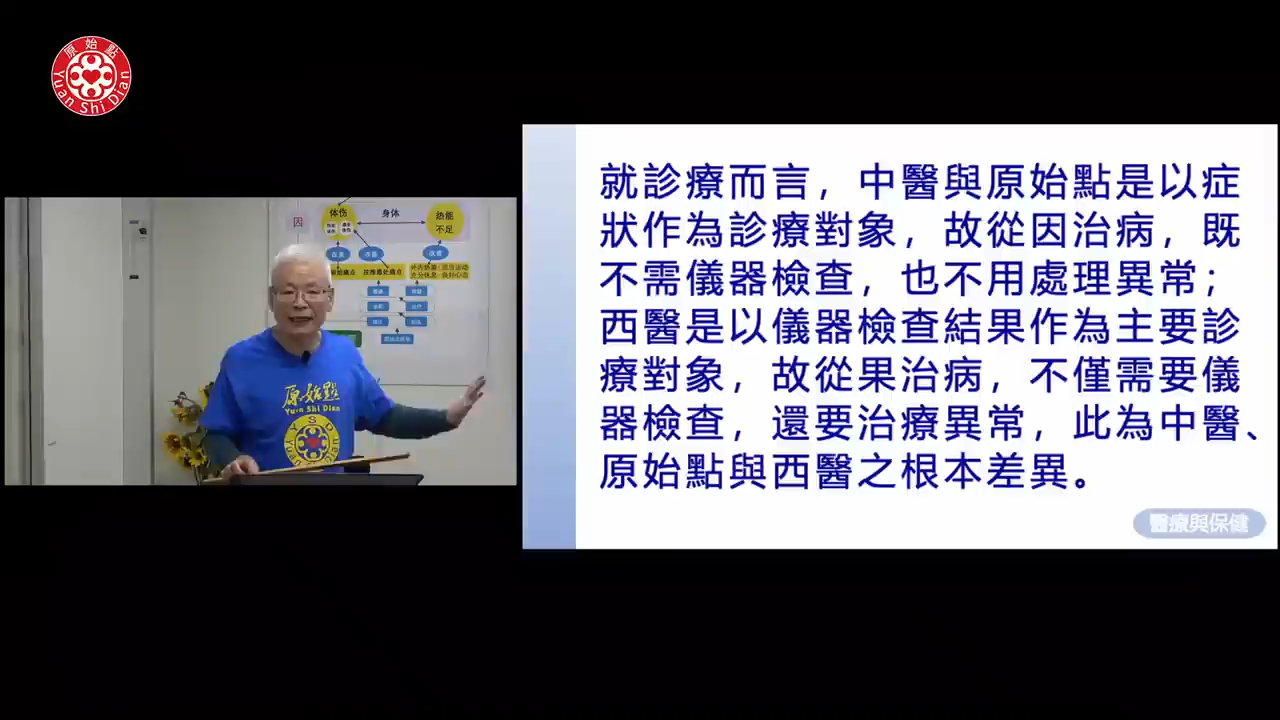 原始點
Yuan Shi Dian
就診療而言，中醫與原始點是以症
狀作為診療對象，故從因治病，既
不需儀器檢查，也不用處理異常；
西醫是以儀器檢查結果作為主要診
療對象，故從果治病，不僅需要儀
器檢查，還要治療異常，此為中醫、
原始點與西醫之根本差異。
醫療與保健
因
体伤
身体
热能
不足
原始點
Yuan Shi Dian